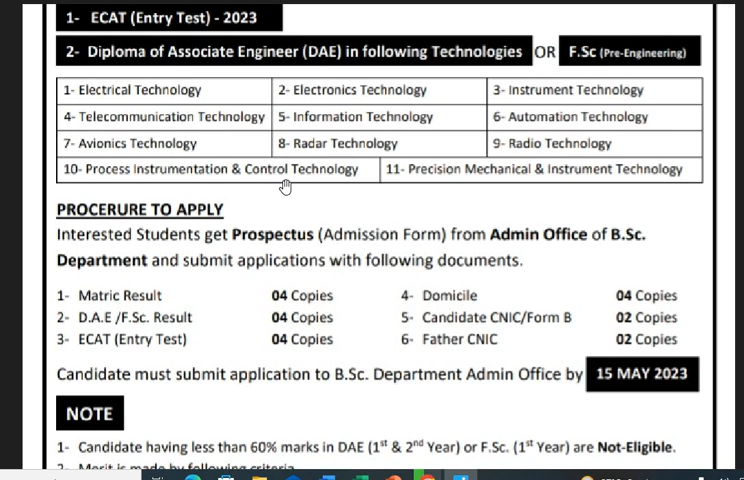 1- ECAT (Entry Test) - 2023
2- Diploma of Associate Engineer (DAE) in following Technologies OR F.Sc (Pre-Engineering)
1- Electrical Technology 2- Electronics Technology 3- Instrument Technology
4- Telecommunication Technology 5- Information Technology 6- Automation Technology
7- Avionics Technology 8- Radar Technology 9- Radio Technology
10- Process Instrumentation & Control Technology 11- Precision Mechanical & Instrument Technology
PROCERURE TO APPLY
Interested Students get Prospectus (Admission Form) from Admin Office of B.Sc.
Department and submit applications with following documents.
1- Matric Result 04 Copies 4- Domicile 04 Copies
2- D.A.E /F.Sc. Result 04 Copies 5- Candidate CNIC/Form B 02 Copies
3- ECAT (Entry Test) 04 Copies 6- Father CNIC 02 Copies
Candidate must submit application to B.Sc. Department Admin Office by 15 MAY 2023
NOTE
1- Candidate having less than 60% marks in DAE (1st & 2nd Year) or F.Sc. (1st Year) are Not-Eligible.
2- Merit is made by following criteria